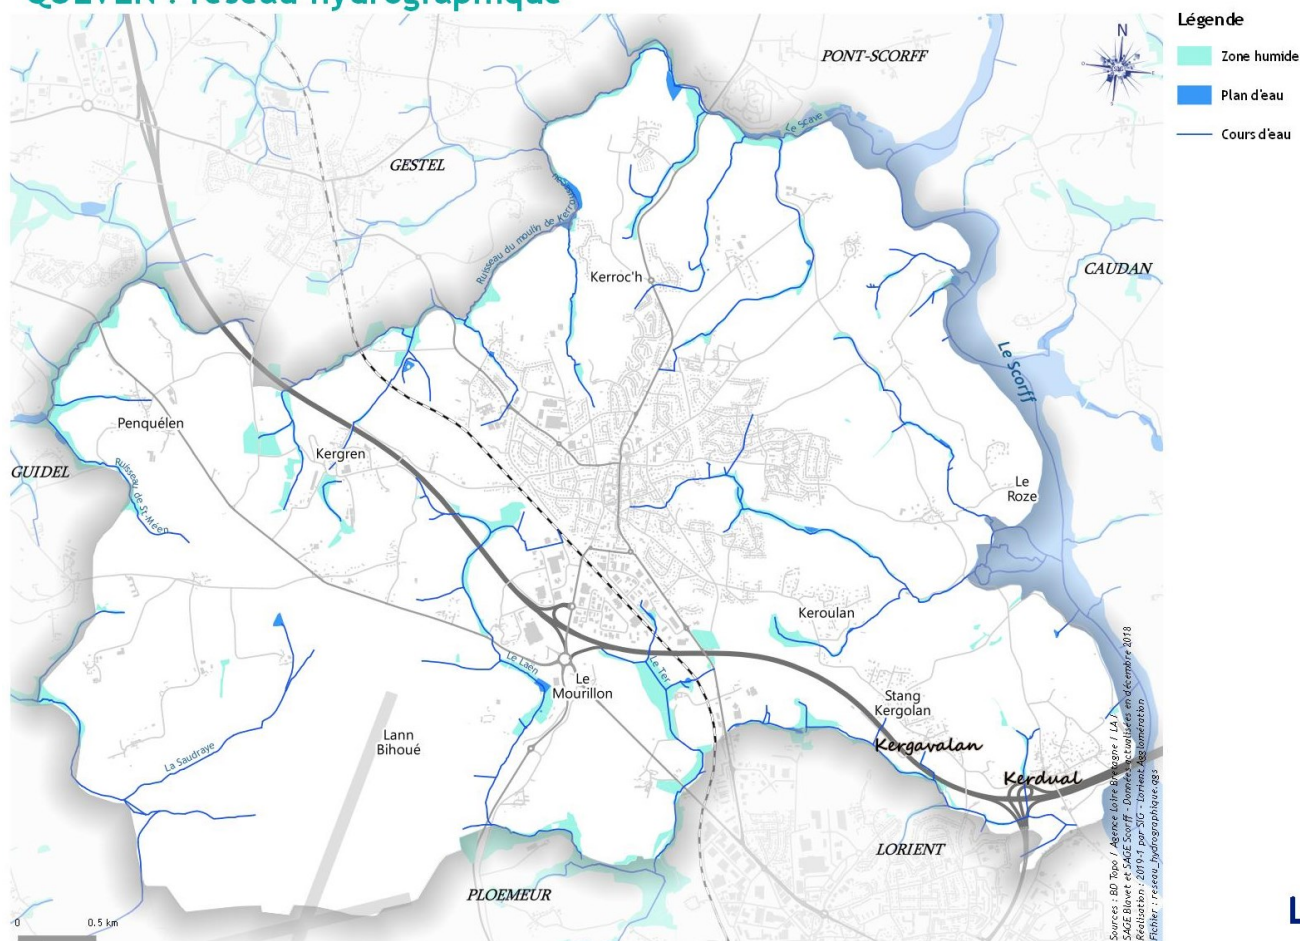 QUEVEN : réseau hydrographique
Légende
Zone humide
Plan d'eau
Cours d'eau
N
PONT-SCORFF
Le Scave
GESTEL
Ruisseau du moulin de Kerrou
Kerroc'h
CAUDAN
Le Scorff
Penquélen
Kergren
GUIDEL
Ruisseau de St-Méen
Le
Roze
Keroulan
Le Laën
Le Ter
Le
Mourillon
Stang
Kergolan
Lann
Bihoué
La Saudraye
Kergavalan
Kerdual
LORIENT
PLOEMEUR
0 0.5 km
Sources : BD Topo / Agence Loire Bretagne / LA /
SAGE Blavet et SAGE Scorff - Données actualisées en décembre 2018
Réalisation : 2019-1 par SIG - Lorient Agglomération
Fichier : reseau_hydrographique.qgs
L